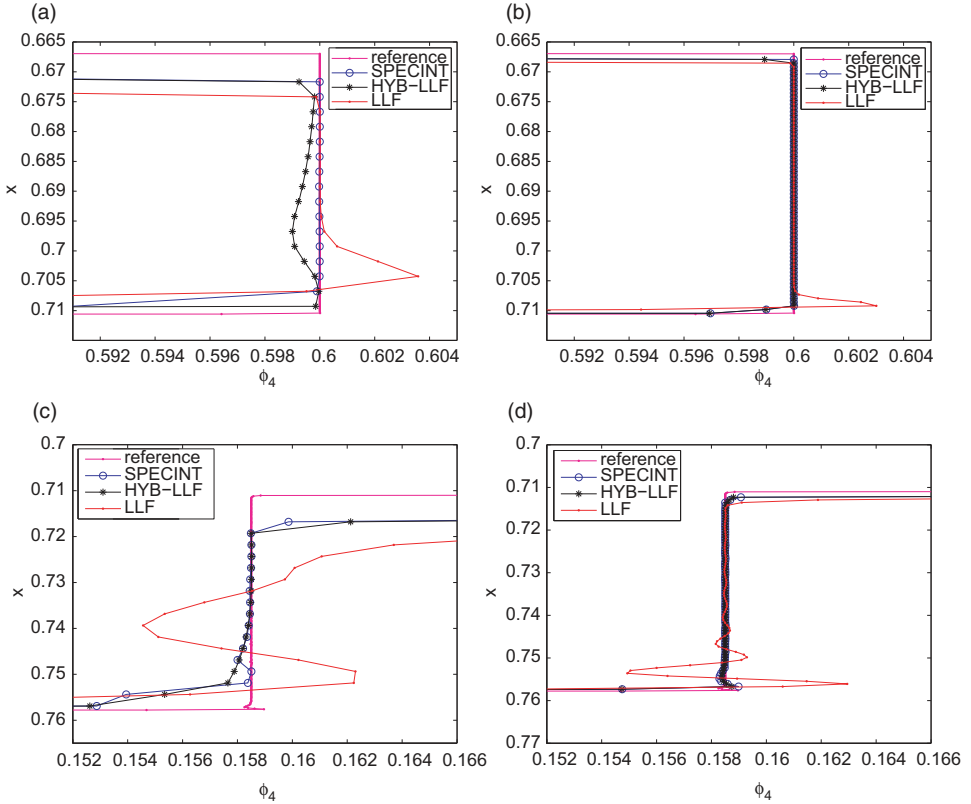 (a)
0.665
0.67
0.675
0.68
0.685
0.69
0.695
0.7
0.705
0.71
x
reference
SPECINT
HYB−LLF
LLF
0.592 0.594 0.596 0.598 0.6 0.602 0.604
ϕ4
(b)
0.665
0.67
0.675
0.68
0.685
0.69
0.695
0.7
0.705
0.71
x
reference
SPECINT
HYB−LLF
LLF
0.592 0.594 0.596 0.598 0.6 0.602 0.604
ϕ4
(c)
0.7
0.71
0.72
0.73
0.74
0.75
0.76
x
reference
SPECINT
HYB−LLF
LLF
0.152 0.154 0.156 0.158 0.16 0.162 0.164 0.166
ϕ4
(d)
0.7
0.71
0.72
0.73
0.74
0.75
0.76
0.77
x
reference
SPECINT
HYB−LLF
LLF
0.152 0.154 0.156 0.158 0.16 0.162 0.164 0.166
ϕ4